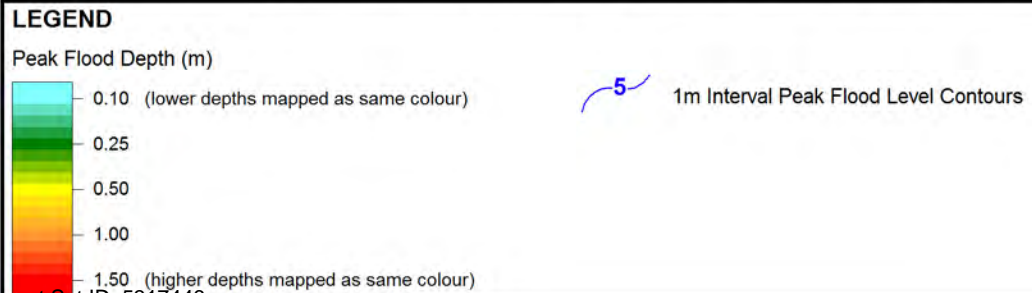 LEGEND
Peak Flood Depth (m)
0.10 (lower depths mapped as same colour)
5 1m Interval Peak Flood Level Contours
0.25
0.50
1.00
1.50 (higher depths mapped as same colour)